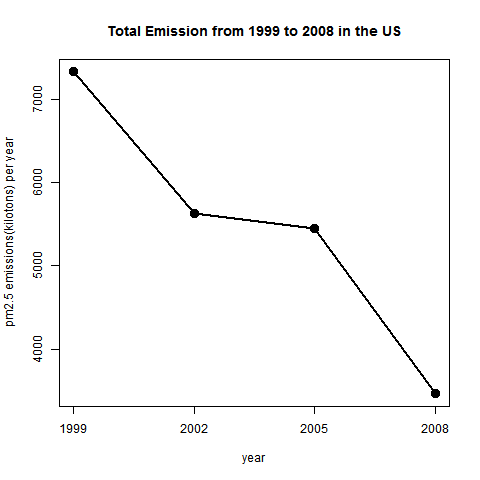 Total Emission from 1999 to 2008 in the US
pm2.5 emissions(kilotons) per year
7000
6000
5000
4000
1999 2002 2005 2008
year